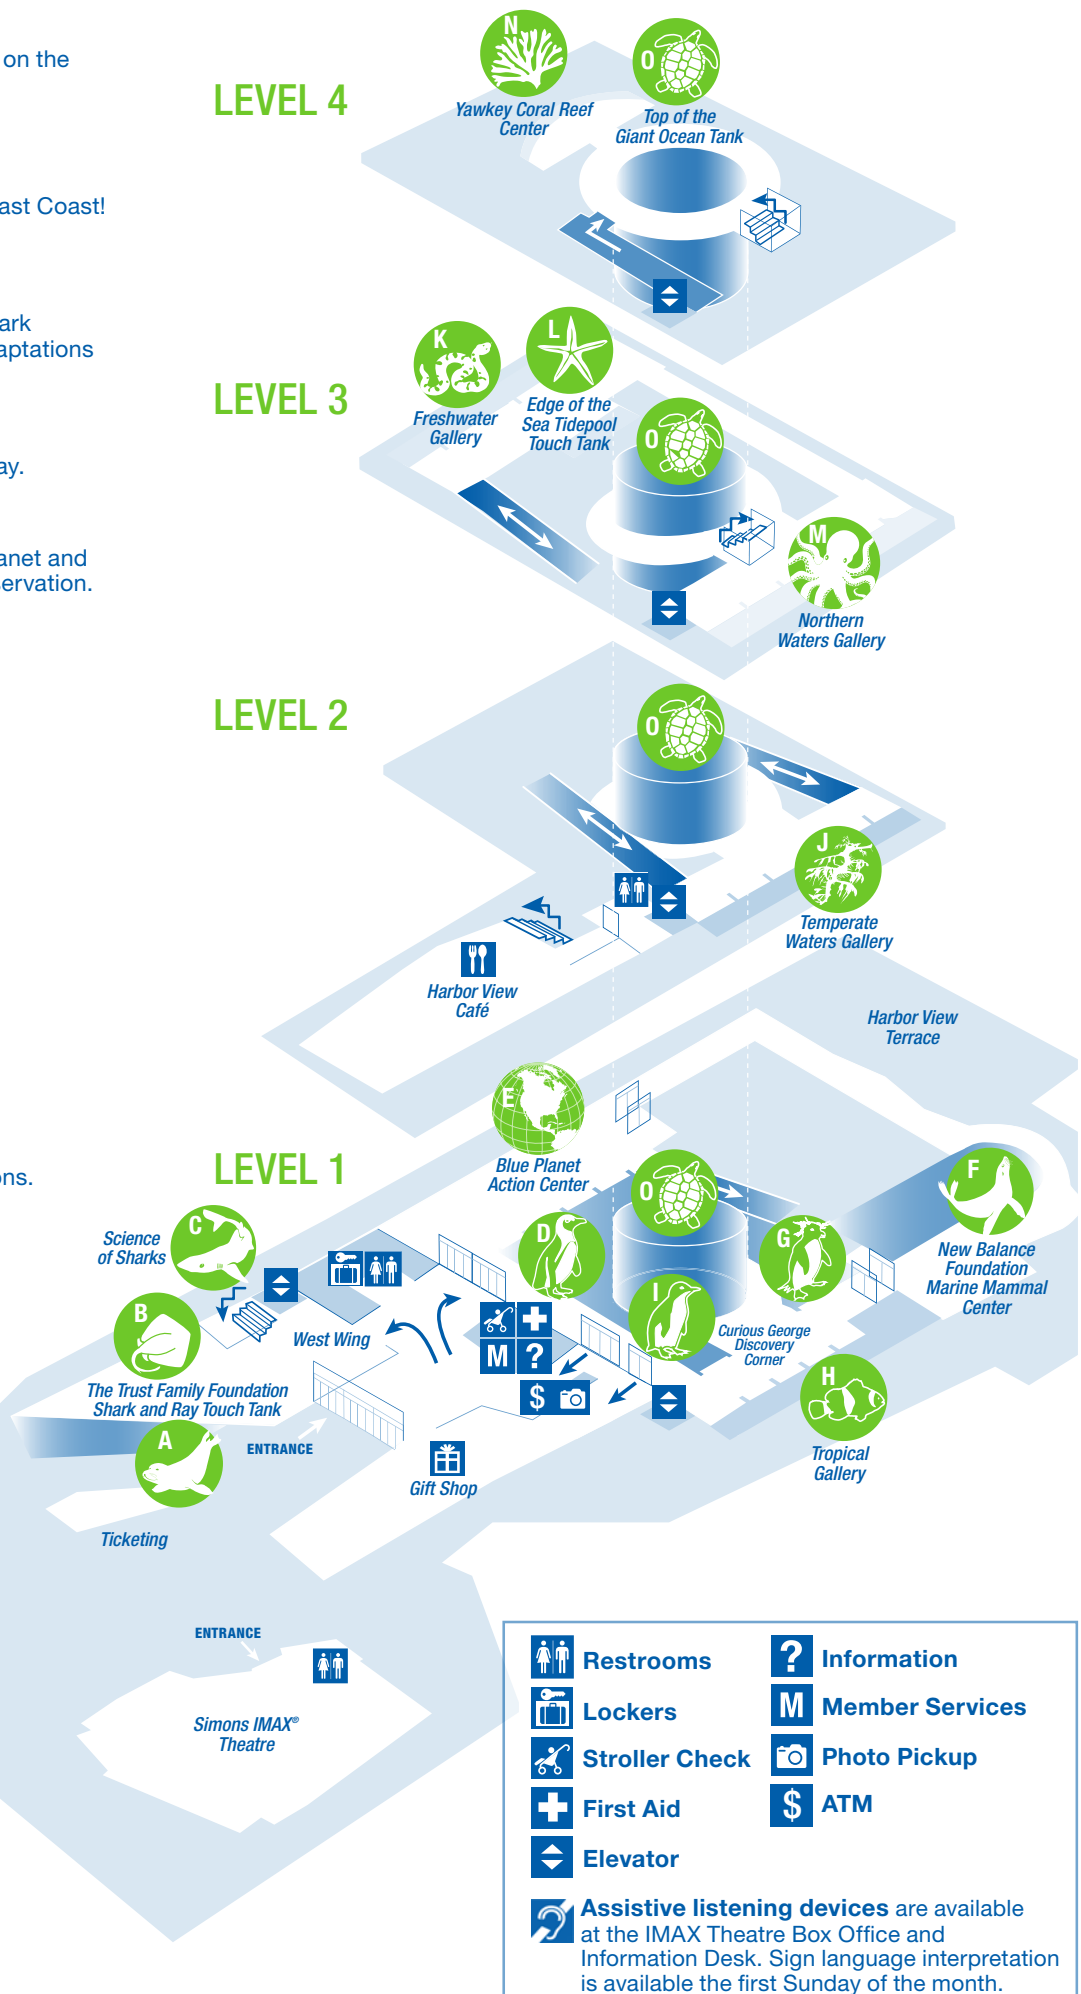 on the
ast Coast!
ark
aptations
ay.
anet and
servation.
ons.
LEVEL 4
N
Yawkey Coral Reef
Center
O
Top of the
Giant Ocean Tank
LEVEL 3
K
Freshwater
Gallery
L
Edge of the
Sea Tidepool
Touch Tank
O
M
Northern
Waters Gallery
LEVEL 2
O
J
Temperate
Waters Gallery
Harbor View
Café
Harbor View
Terrace
LEVEL 1
E
Blue Planet
Action Center
C
Science
of Sharks
B
The Trust Family Foundation
Shark and Ray Touch Tank
A
ENTRANCE
Ticketing
West Wing
D
O
G
F
New Balance
Foundation
Marine Mammal
Center
I
Curious George
Discovery
Corner
M ?
$
H
Tropical
Gallery
Gift Shop
ENTRANCE
Simons IMAX®
Theatre
Restrooms
Lockers
Stroller Check
First Aid
Elevator
? Information
M Member Services
Photo Pickup
$ ATM
Assistive listening devices are available
at the IMAX Theatre Box Office and
Information Desk. Sign language interpretation
is available the first Sunday of the month.